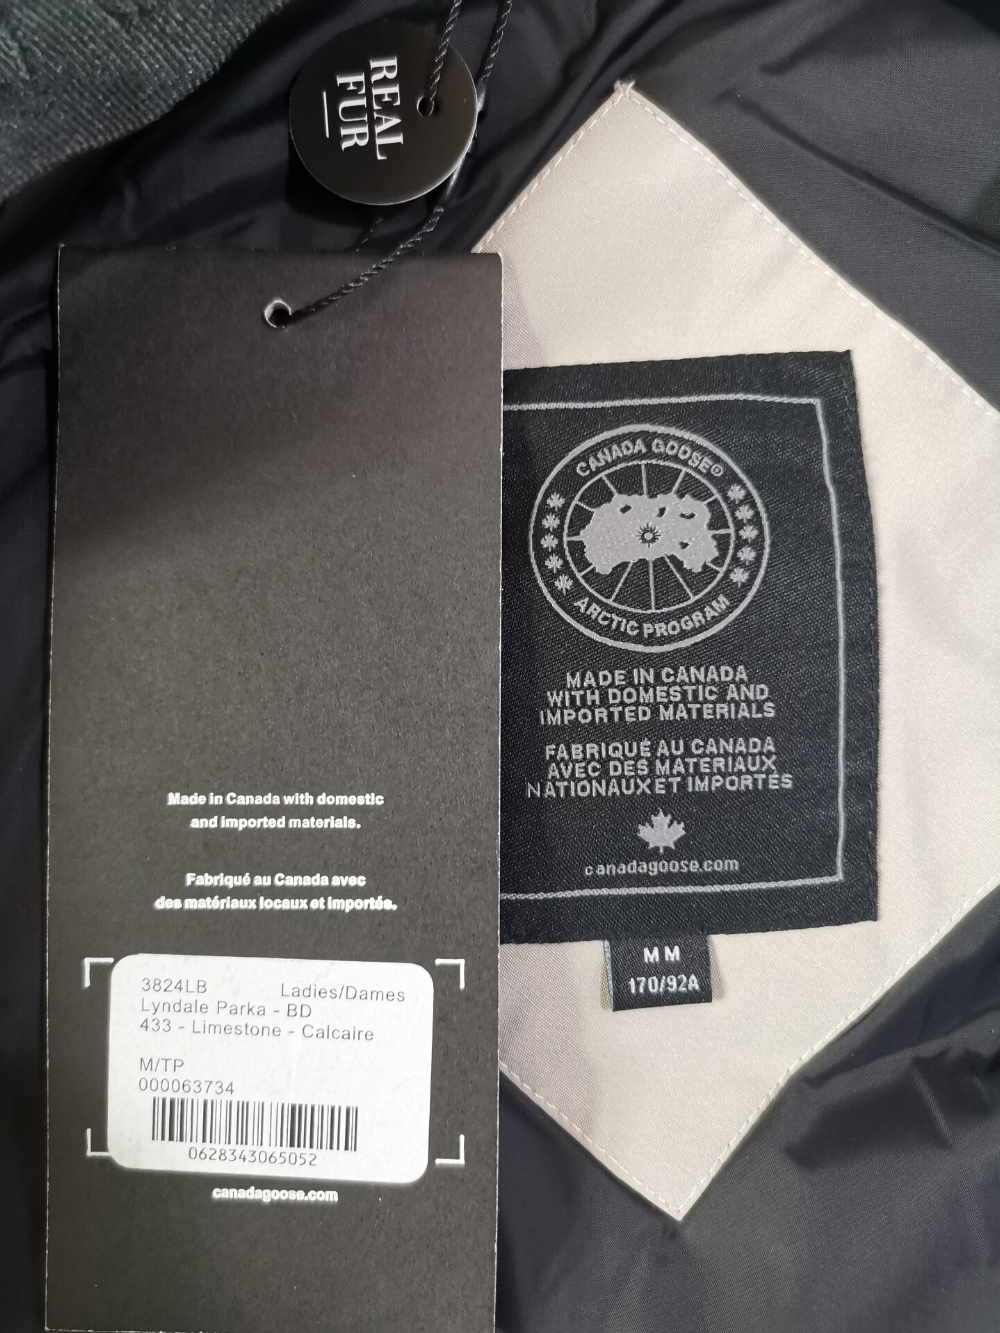 REAL
FUR
CANADA GOOSE®
ARCTIC PROGRAM
MADE IN CANADA
WITH DOMESTIC AND
IMPORTED MATERIALS
FABRIQUÉ AU CANADA
AVEC DES MATERIAUX
NATIONAUX ET IMPORTÉS
canadagoose.com
MM
170/92A
Made in Canada with domestic
and imported materials.
Fabriqué au Canada avec
des matériaux locaux et importés.
3824LB Ladies/Dames
Lyndale Parka - BD
433 - Limestone - Calcaire
M/TP
000063734
0628343065052
canadagoose.com